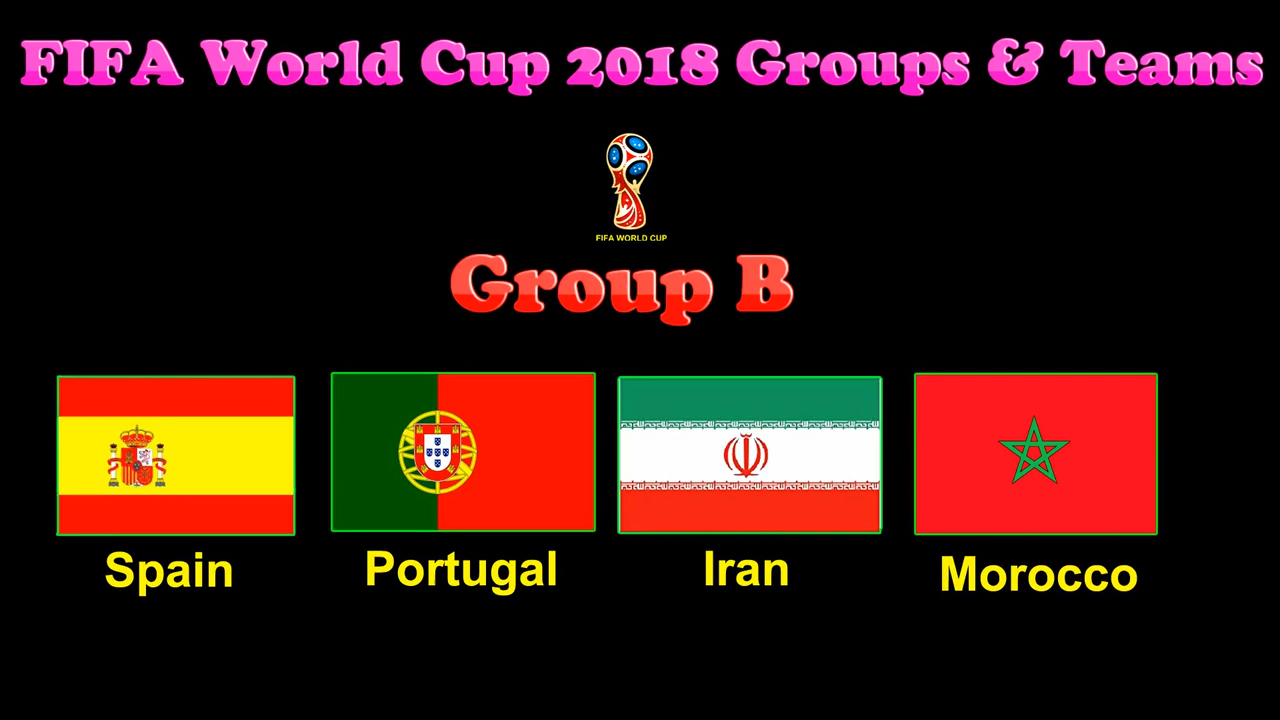 FIFA World Cup 2018 Groups & Teams
FIFA WORLD CUP
Group B
Spain Portugal Iran Morocco